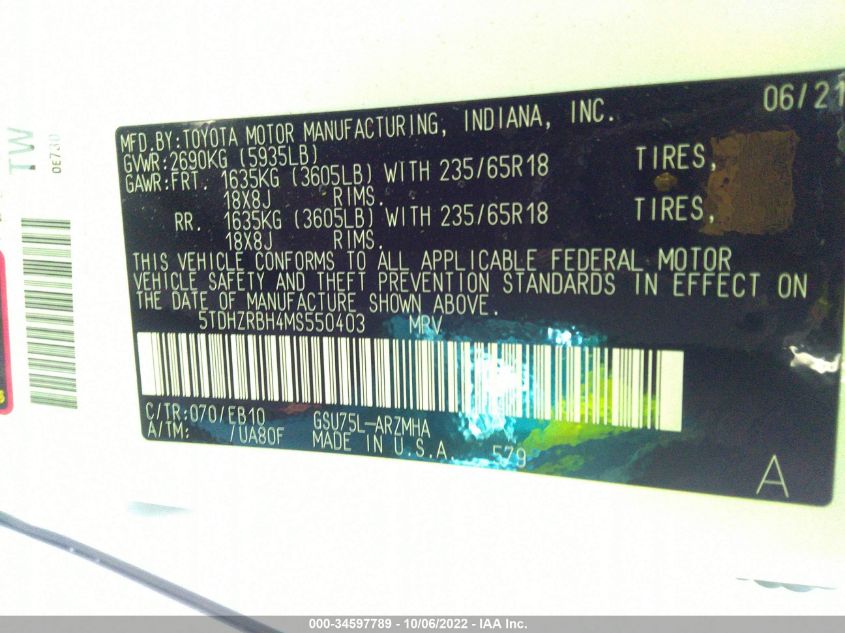 06/21
MFD.BY:TOYOTA MOTOR MANUFACTURING, INDIANA, INC.
GVWR:2690KG (5935LB)
GAWR:FRT. 1635KG (3605LB) WITH 235/65R18 TIRES,
18X8J RIMS.
RR. 1635KG (3605LB) WITH 235/65R18 TIRES,
18X8J RIMS.
THIS VEHICLE CONFORMS TO ALL APPLICABLE FEDERAL MOTOR
VEHICLE SAFETY AND THEFT PREVENTION STANDARDS IN EFFECT ON
THE DATE OF MANUFACTURE SHOWN ABOVE.
5TDHZRBH4MS550403 MRV
C/TR:070/EB10 GSU75L-ARZMHA
A/TM: /UA80F MADE IN U.S.A. 579
A
TW
0E730
000-34597789 - 10/06/2022 - IAA Inc.